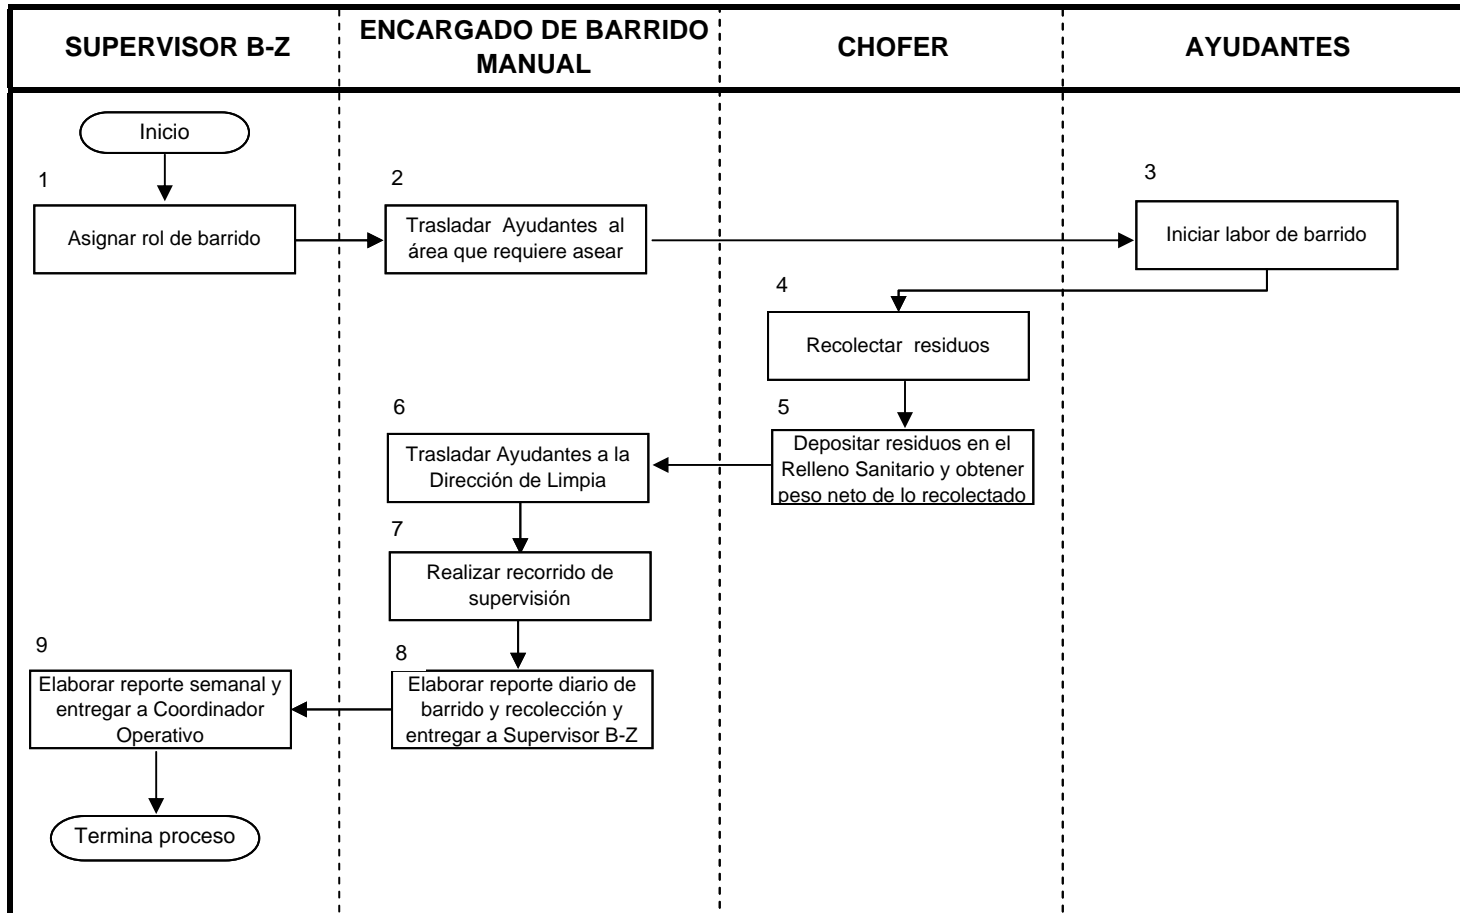 SUPERVISOR B-Z
ENCARGADO DE BARRIDO
MANUAL
CHOFER
AYUDANTES
Inicio
1
Asignar rol de barrido
2
Trasladar Ayudantes al
área que requiere asear
3
Iniciar labor de barrido
4
Recolectar residuos
5
Depositar residuos en el
Relleno Sanitario y obtener
peso neto de lo recolectado
6
Trasladar Ayudantes a la
Dirección de Limpia
7
Realizar recorrido de
supervisión
8
Elaborar reporte diario de
barrido y recolección y
entregar a Supervisor B-Z
9
Elaborar reporte semanal y
entregar a Coordinador
Operativo
Termina proceso